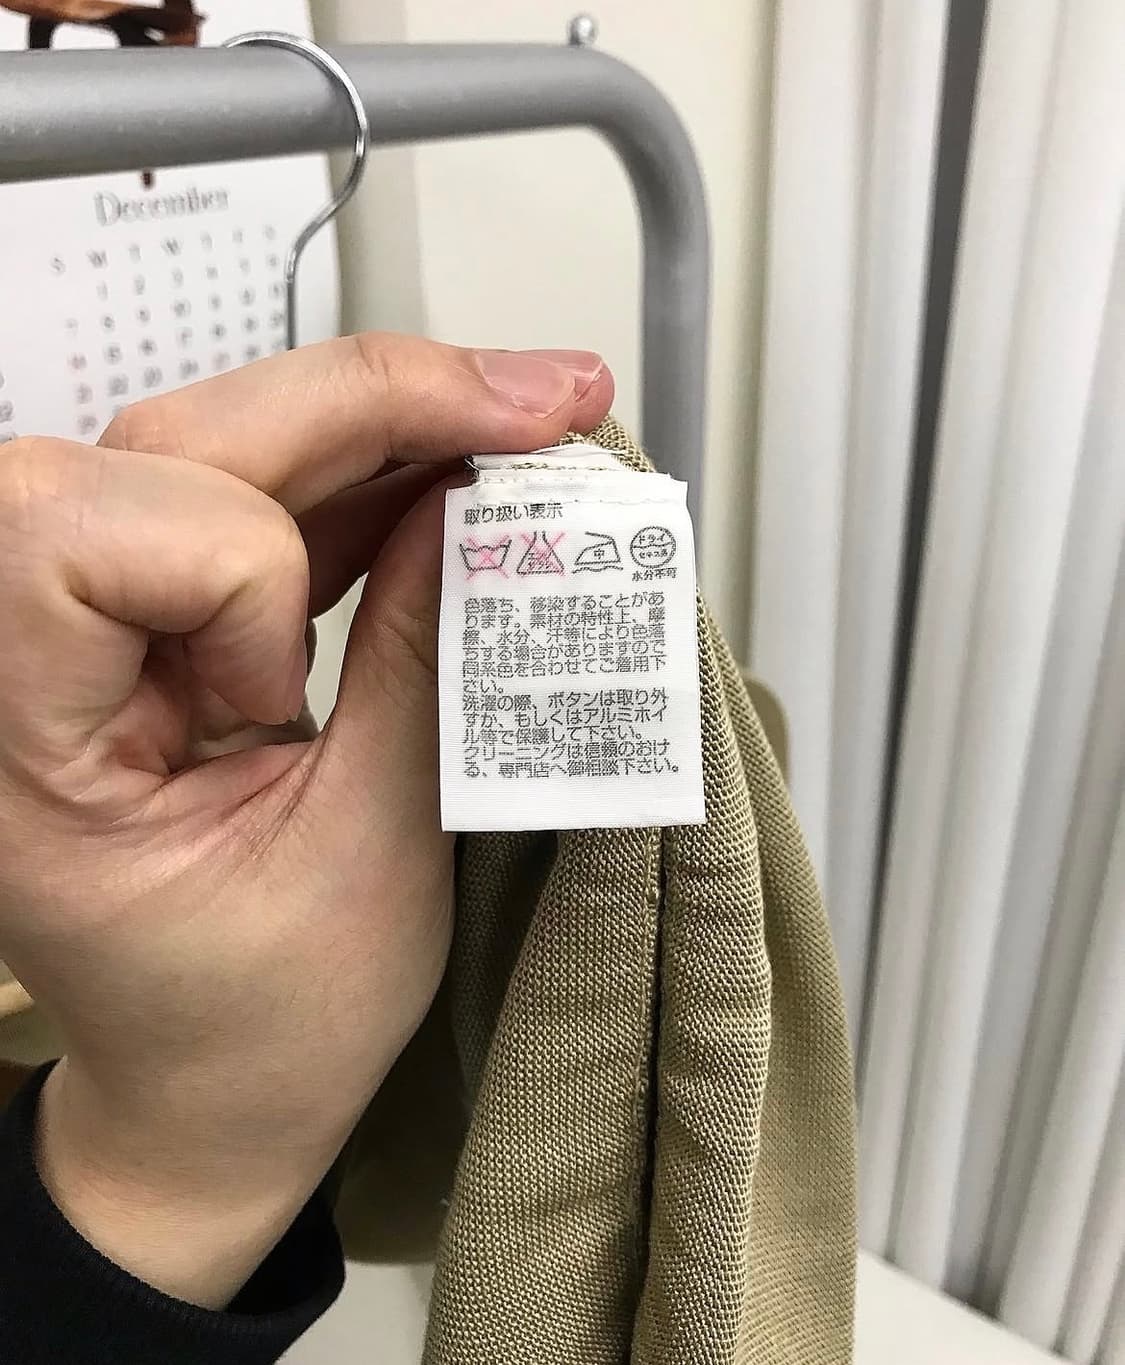 December
S M T W T F S
取り扱い表示
中
ドライ
セキユ系
水分不可
色落ち、移染することがあ
ります。素材の特性上、摩
擦、水分、汗等により色落
ちする場合がありますので
同系色を合わせてご着用下
さい。
洗濯の際、ボタンは取り外
すか、もしくはアルミホイ
ル等で保護して下さい。
クリーニングは信頼のおけ
る、専門店へ御相談下さい。